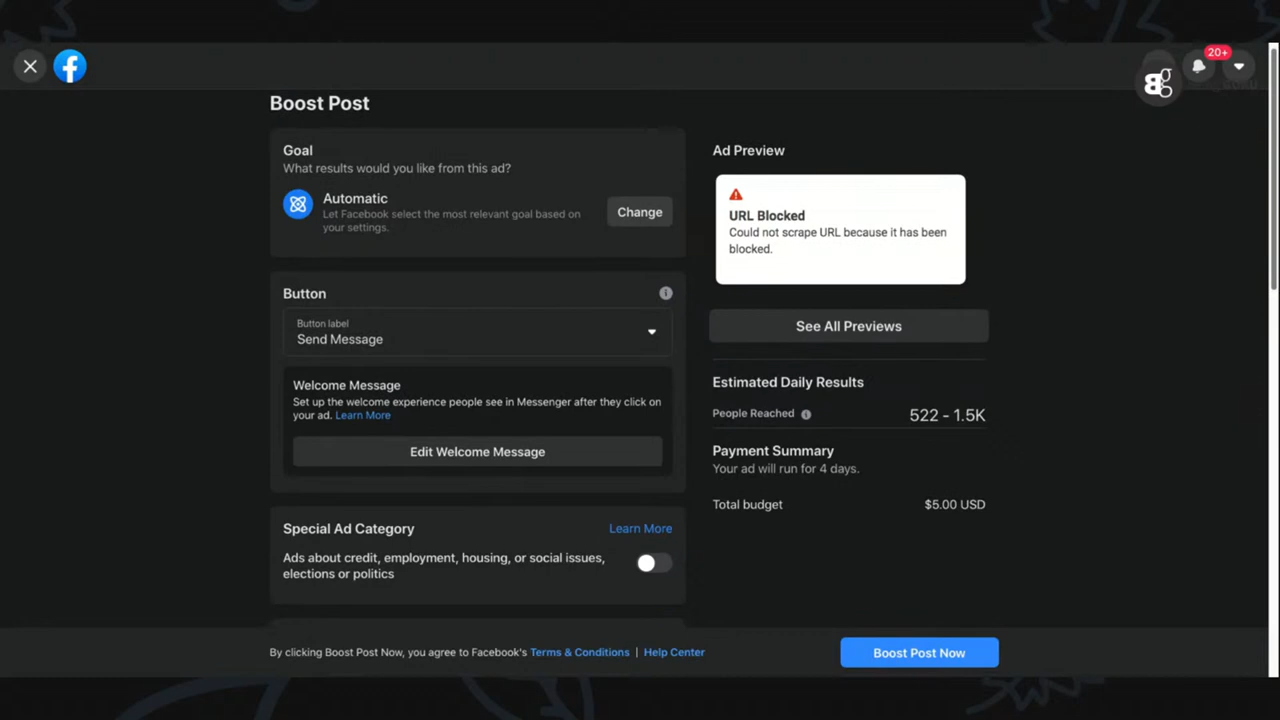 20+
Boost Post
Goal
What results would you like from this ad?
Automatic
Let Facebook select the most relevant goal based on
your settings.
Change
Button
Button label
Send Message
Welcome Message
Set up the welcome experience people see in Messenger after they click on
your ad. Learn More
Edit Welcome Message
Special Ad Category
Learn More
Ads about credit, employment, housing, or social issues,
elections or politics
Ad Preview
URL Blocked
Could not scrape URL because it has been
blocked.
See All Previews
Estimated Daily Results
People Reached
522 - 1.5K
Payment Summary
Your ad will run for 4 days.
Total budget
$5.00 USD
By clicking Boost Post Now, you agree to Facebook's Terms & Conditions | Help Center
Boost Post Now